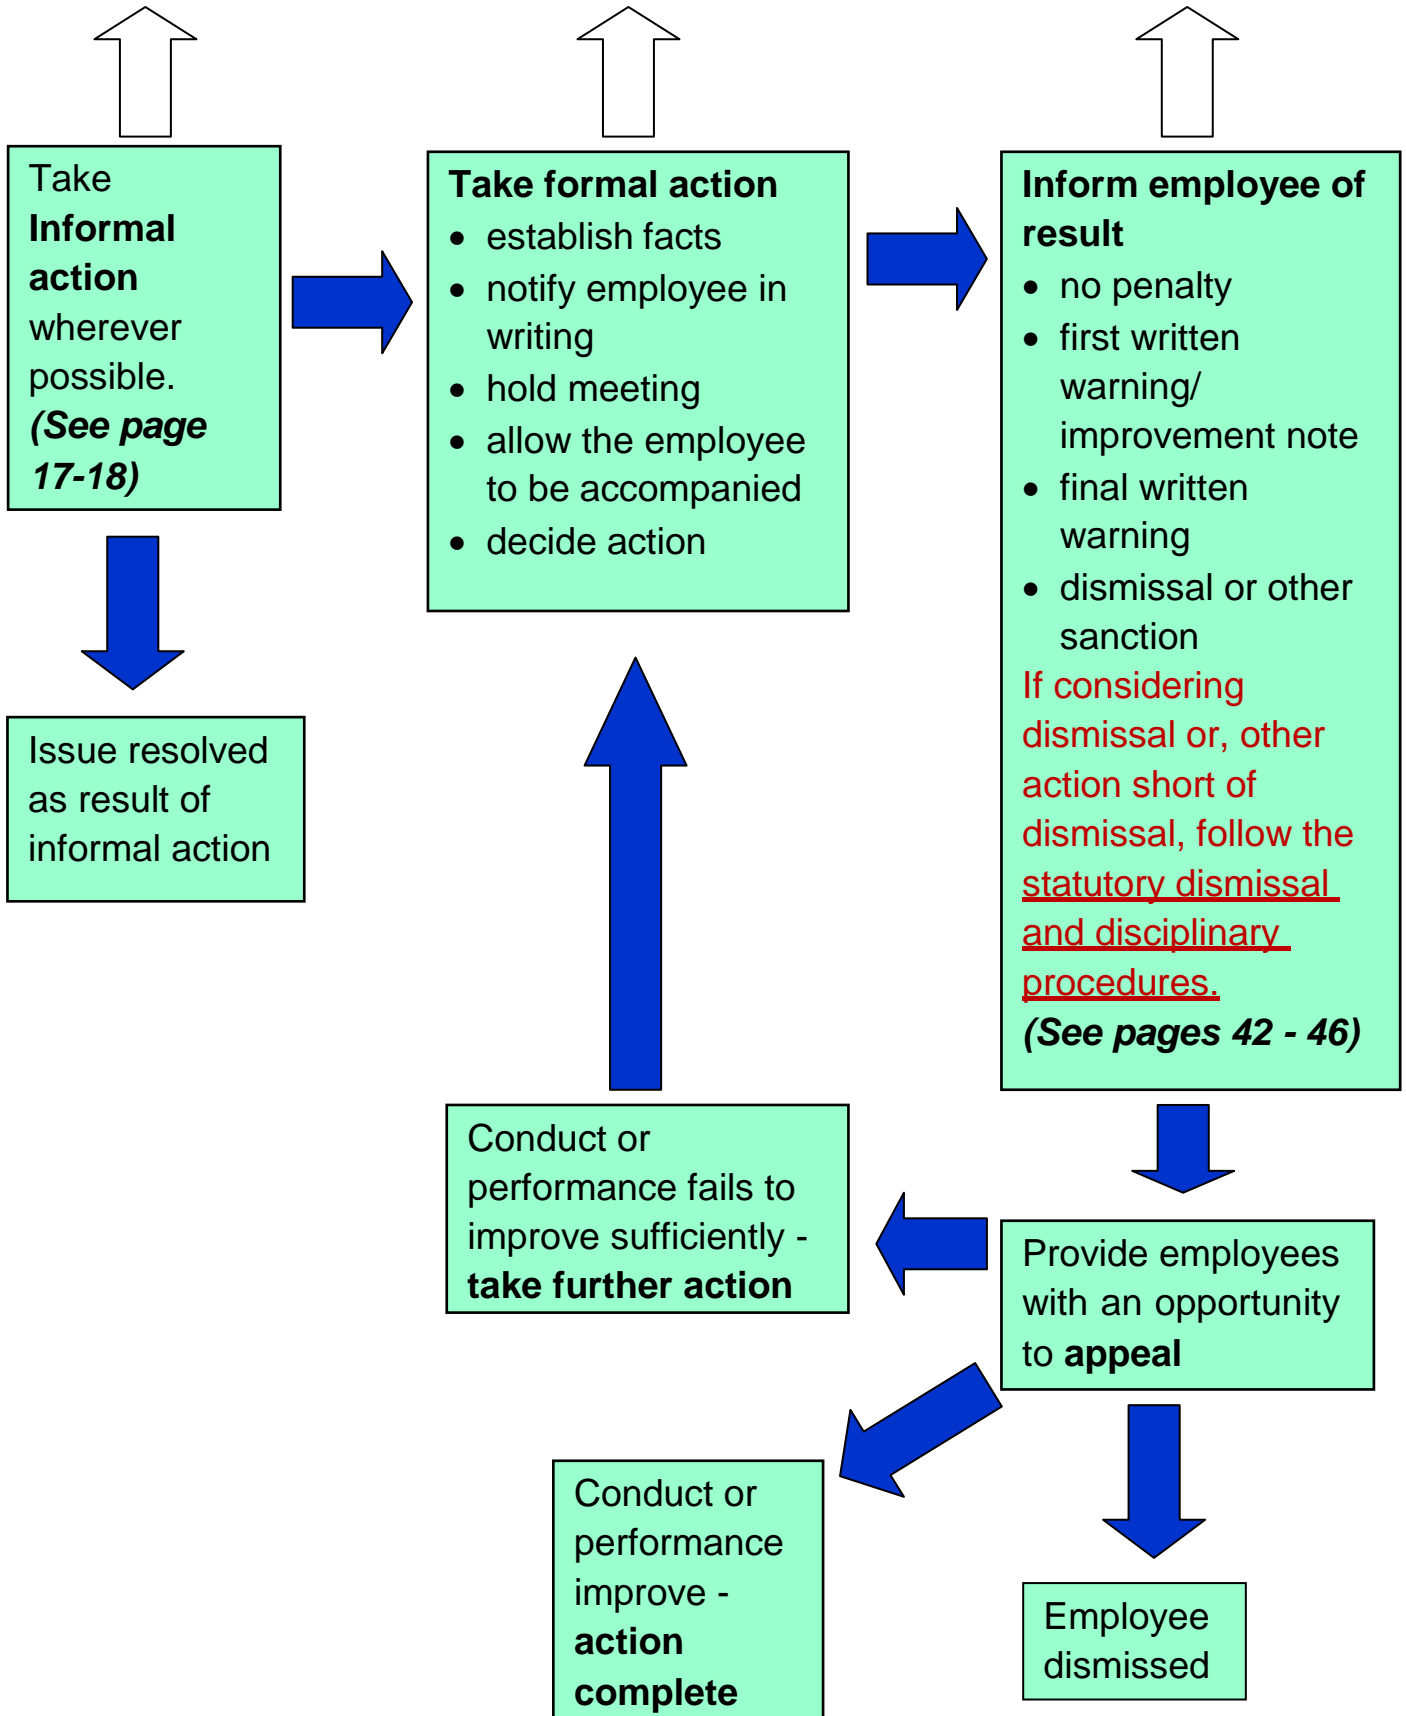 Take
Informal
action
wherever
possible.
(See page
17-18)
Issue resolved
as result of
informal action
Take formal action
• establish facts
• notify employee in
writing
• hold meeting
• allow the employee
to be accompanied
• decide action
Inform employee of
result
• no penalty
• first written
warning/
improvement note
• final written
warning
• dismissal or other
sanction
If considering
dismissal or, other
action short of
dismissal, follow the
statutory dismissal
and disciplinary
procedures.
(See pages 42 - 46)
Conduct or
performance fails to
improve sufficiently -
take further action
Provide employees
with an opportunity
to appeal
Conduct or
performance
improve -
action
complete
Employee
dismissed